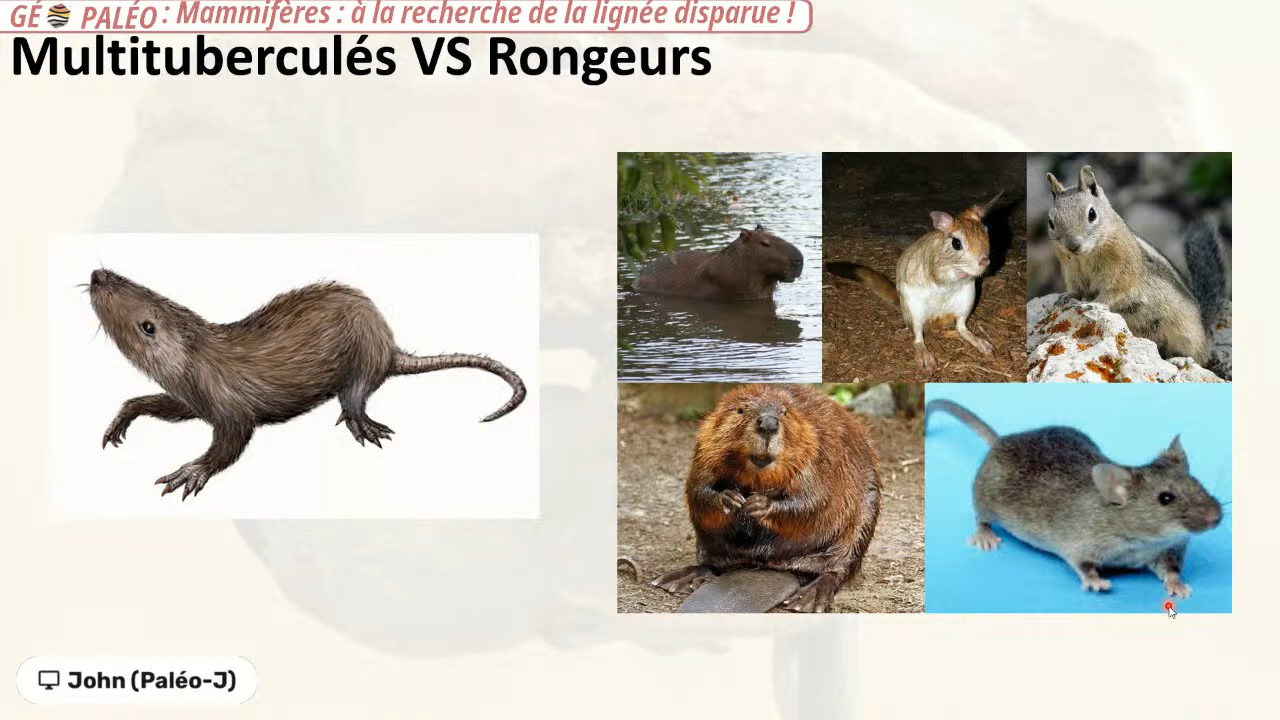 GÉ PALÉO : Mammifères : à la recherche de la lignée disparue !
Multituberculés VS Rongeurs
John (Paléo-J)